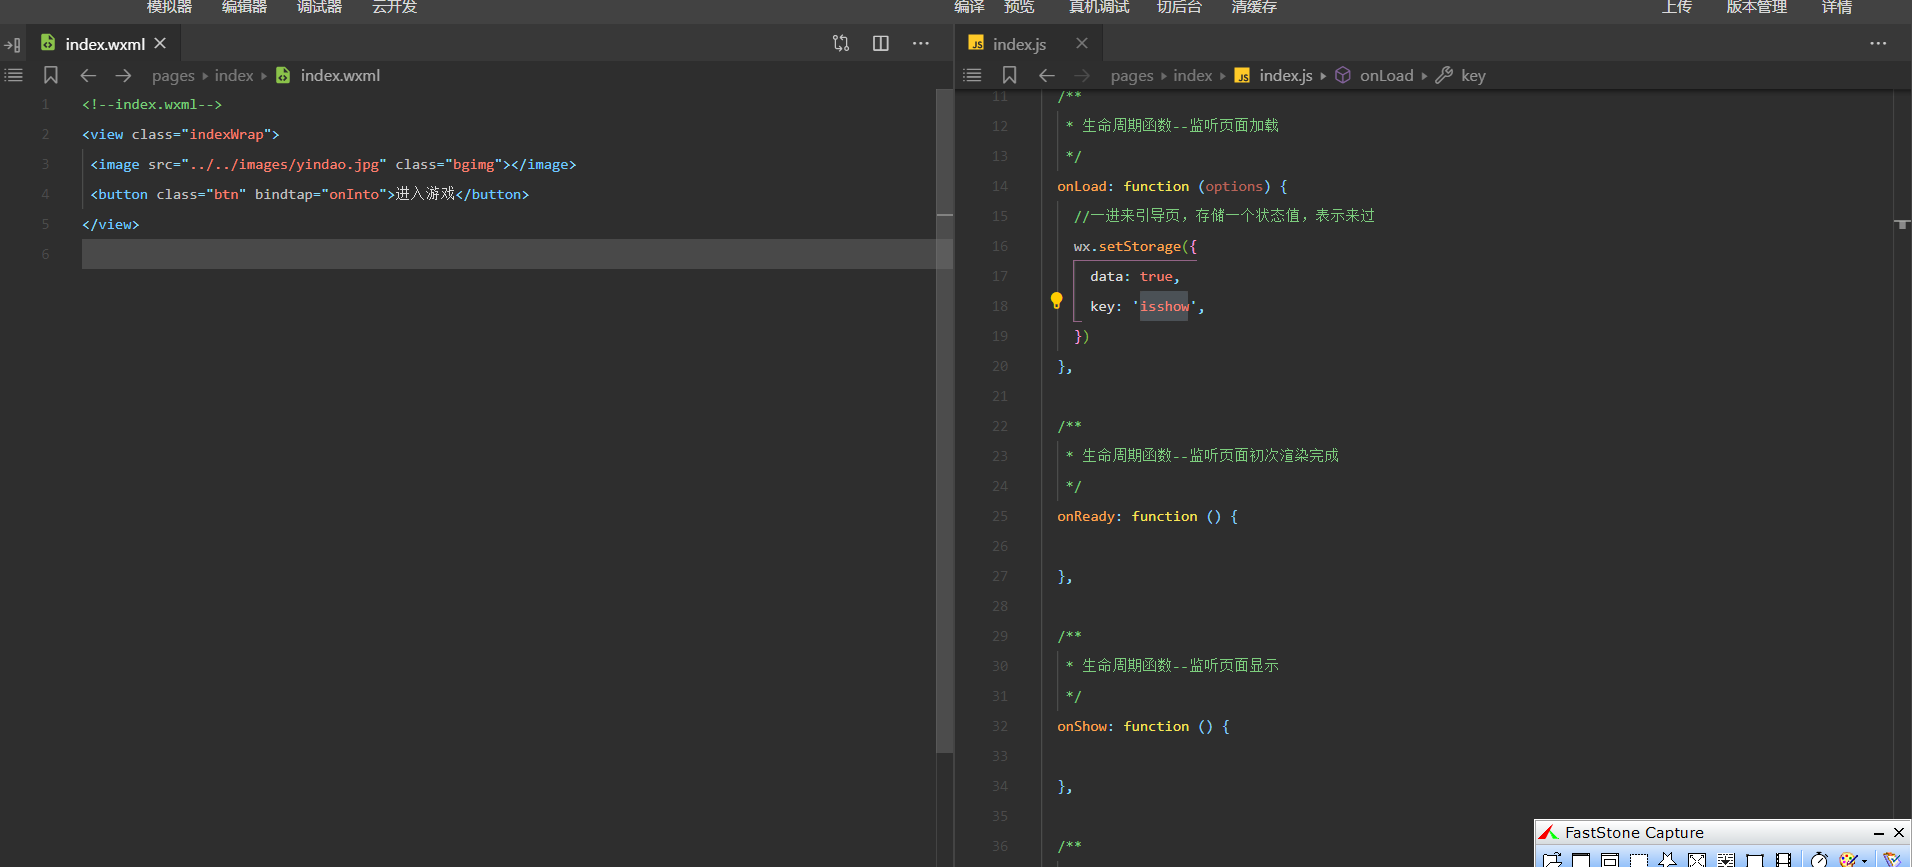 模拟器 编辑器 调试器 云开发 编译 预览 真机调试 切后台 清缓存 上传 版本管理 详情
index.wxml
pages index index.wxml
1 <!--index.wxml-->
2 <view class="indexWrap">
3 <image src="../../images/yindao.jpg" class="bgimg"></image>
4 <button class="btn" bindtap="onInto">进入游戏</button>
5 </view>
6
index.js
pages index index.js onLoad key
11 /**
12 * 生命周期函数--监听页面加载
13 */
14 onLoad: function (options) {
15 //一进来引导页，存储一个状态值，表示来过
16 wx.setStorage({
17 data: true,
18 key: 'isshow',
19 })
20 },
21
22 /**
23 * 生命周期函数--监听页面初次渲染完成
24 */
25 onReady: function () {
26
27 },
28
29 /**
30 * 生命周期函数--监听页面显示
31 */
32 onShow: function () {
33
34 },
35
36 /**
FastStone Capture